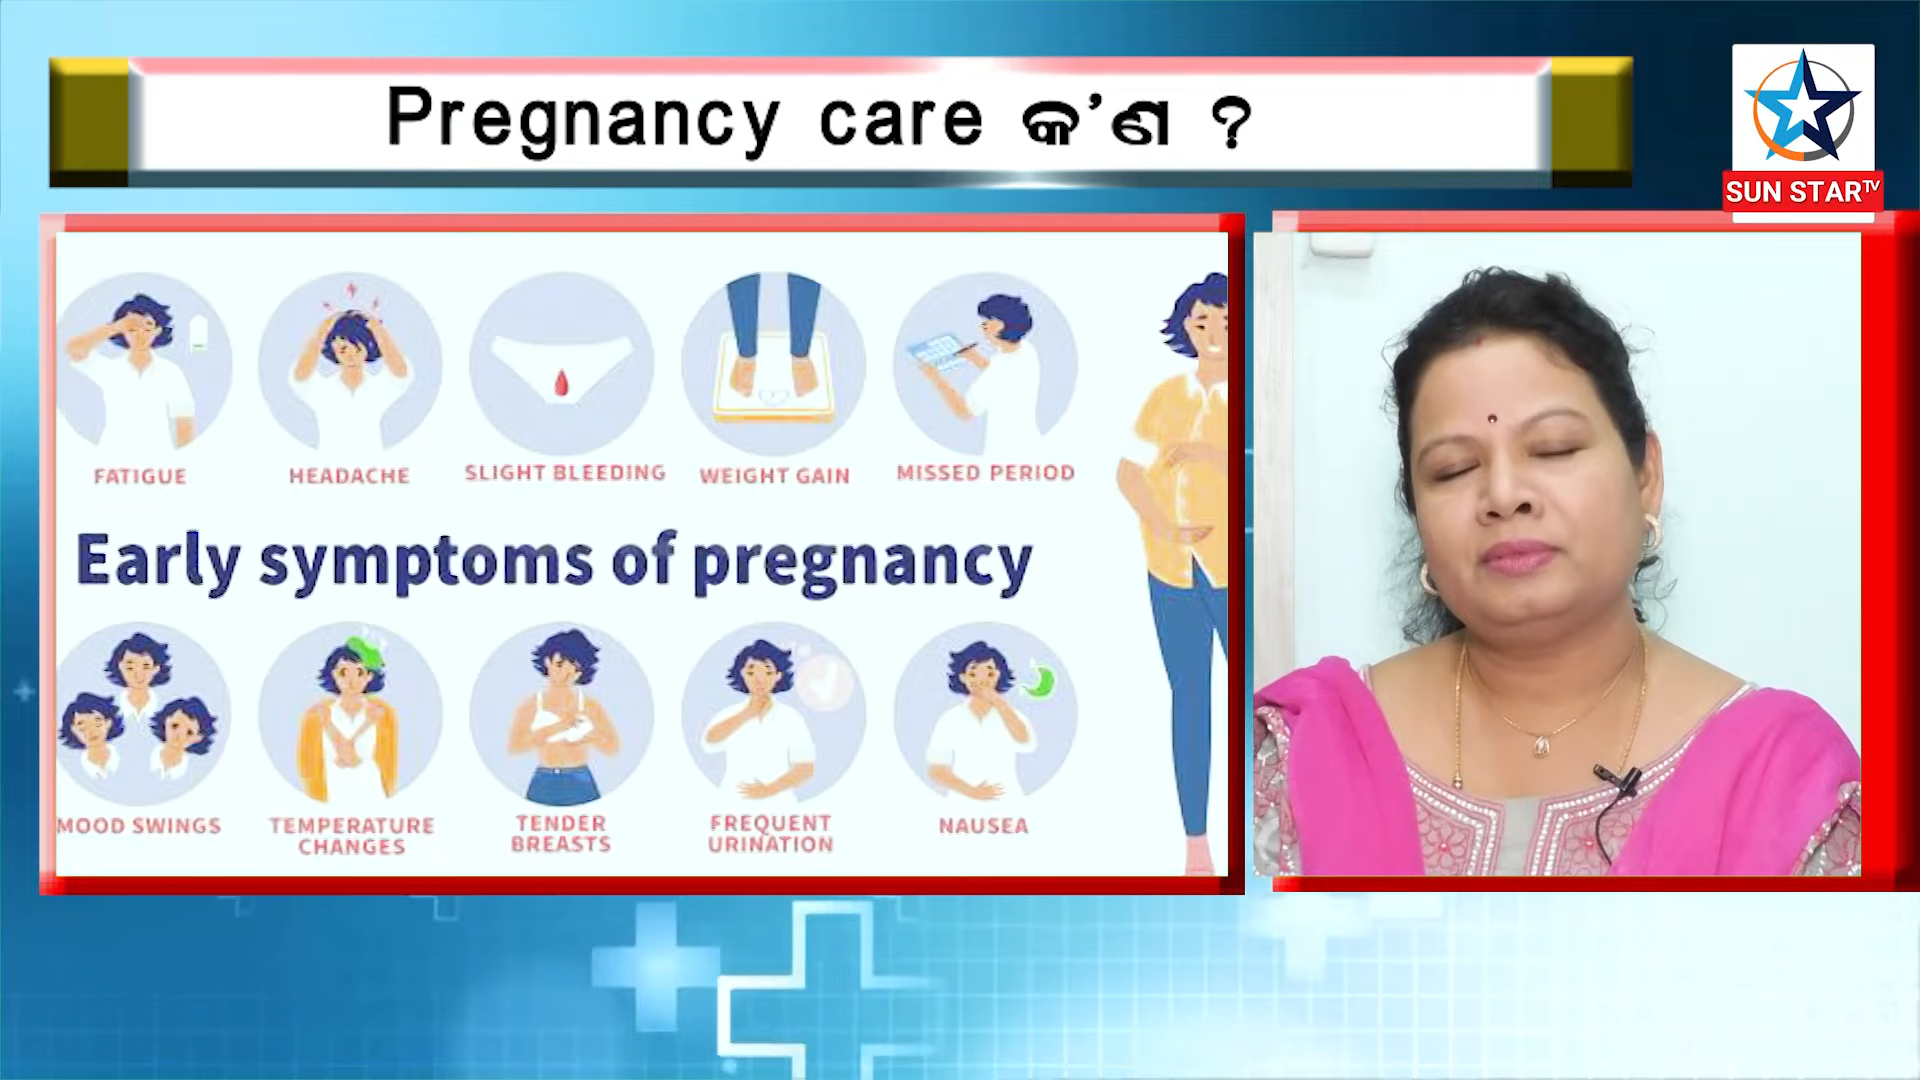 Pregnancy care କ'ଣ ?
SUN STAR TV
FATIGUE
HEADACHE
SLIGHT BLEEDING
WEIGHT GAIN
MISSED PERIOD
Early symptoms of pregnancy
MOOD SWINGS
TEMPERATURE
CHANGES
TENDER
BREASTS
FREQUENT
URINATION
NAUSEA